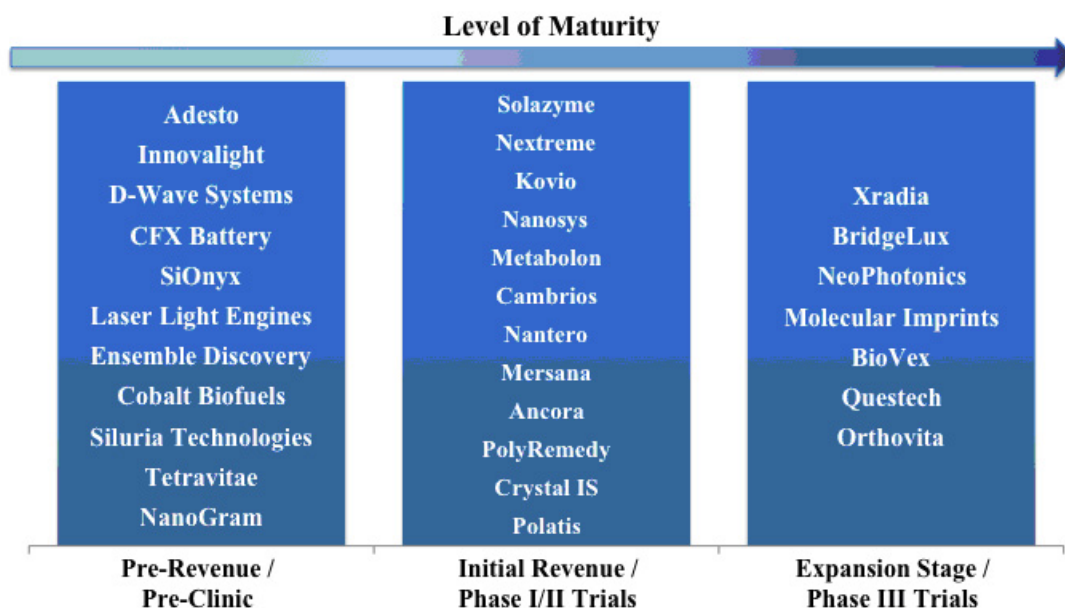 Level of Maturity
Adesto
Innovalight
D-Wave Systems
CFX Battery
SiOnyx
Laser Light Engines
Ensemble Discovery
Cobalt Biofuels
Siluria Technologies
Tetravitae
NanoGram
Pre-Revenue /
Pre-Clinic
Solazyme
Nextreme
Kovio
Nanosys
Metabolon
Cambrios
Nantero
Mersana
Ancora
PolyRemedy
Crystal IS
Polatis
Initial Revenue /
Phase I/II Trials
Xradia
BridgeLux
NeoPhotonics
Molecular Imprints
BioVex
Questech
Orthovita
Expansion Stage /
Phase III Trials